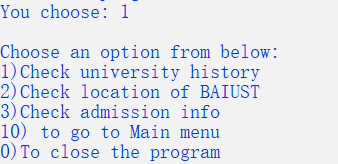 You choose: 1
Choose an option from below:
1)Check university history
2)Check location of BAIUST
3)Check admission info
10) to go to Main menu
0)To close the program